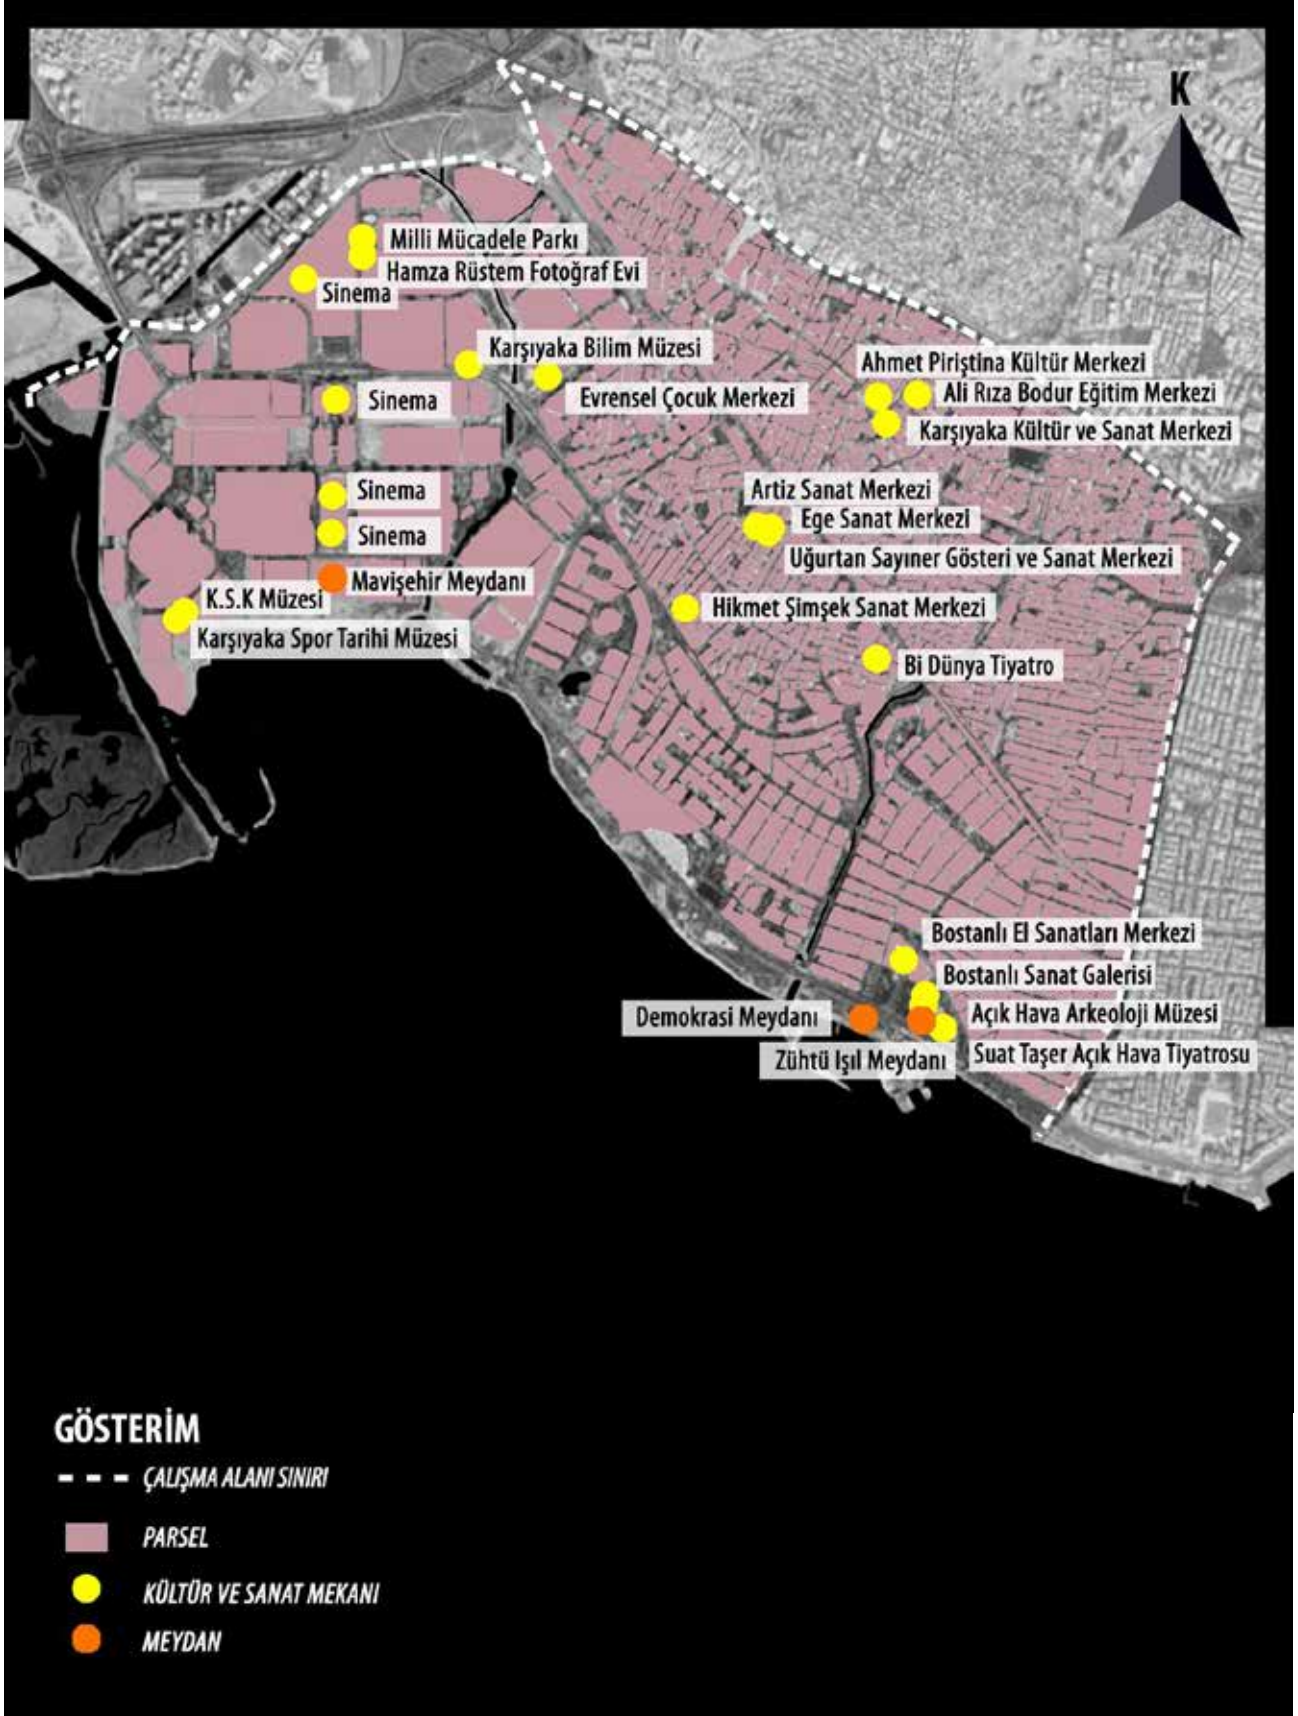 K
Milli Mücadele Parkı
Hamza Rüstem Fotoğraf Evi
Sinema
Karşıyaka Bilim Müzesi
Evrensel Çocuk Merkezi
Ahmet Piriştina Kültür Merkezi
Ali Rıza Bodur Eğitim Merkezi
Karşıyaka Kültür ve Sanat Merkezi
Sinema
Sinema
Sinema
Artiz Sanat Merkezi
Ege Sanat Merkezi
Uğurtan Sayıner Gösteri ve Sanat Merkezi
Mavişehir Meydanı
K.S.K Müzesi
Karşıyaka Spor Tarihi Müzesi
Hikmet Şimşek Sanat Merkezi
Bi Dünya Tiyatro
Bostanlı El Sanatları Merkezi
Bostanlı Sanat Galerisi
Demokrasi Meydanı
Açık Hava Arkeoloji Müzesi
Zühtü Işıl Meydanı
Suat Taşer Açık Hava Tiyatrosu
GÖSTERİM
ÇALIŞMA ALANI SINIRI
PARSEL
KÜLTÜR VE SANAT MEKANI
MEYDAN